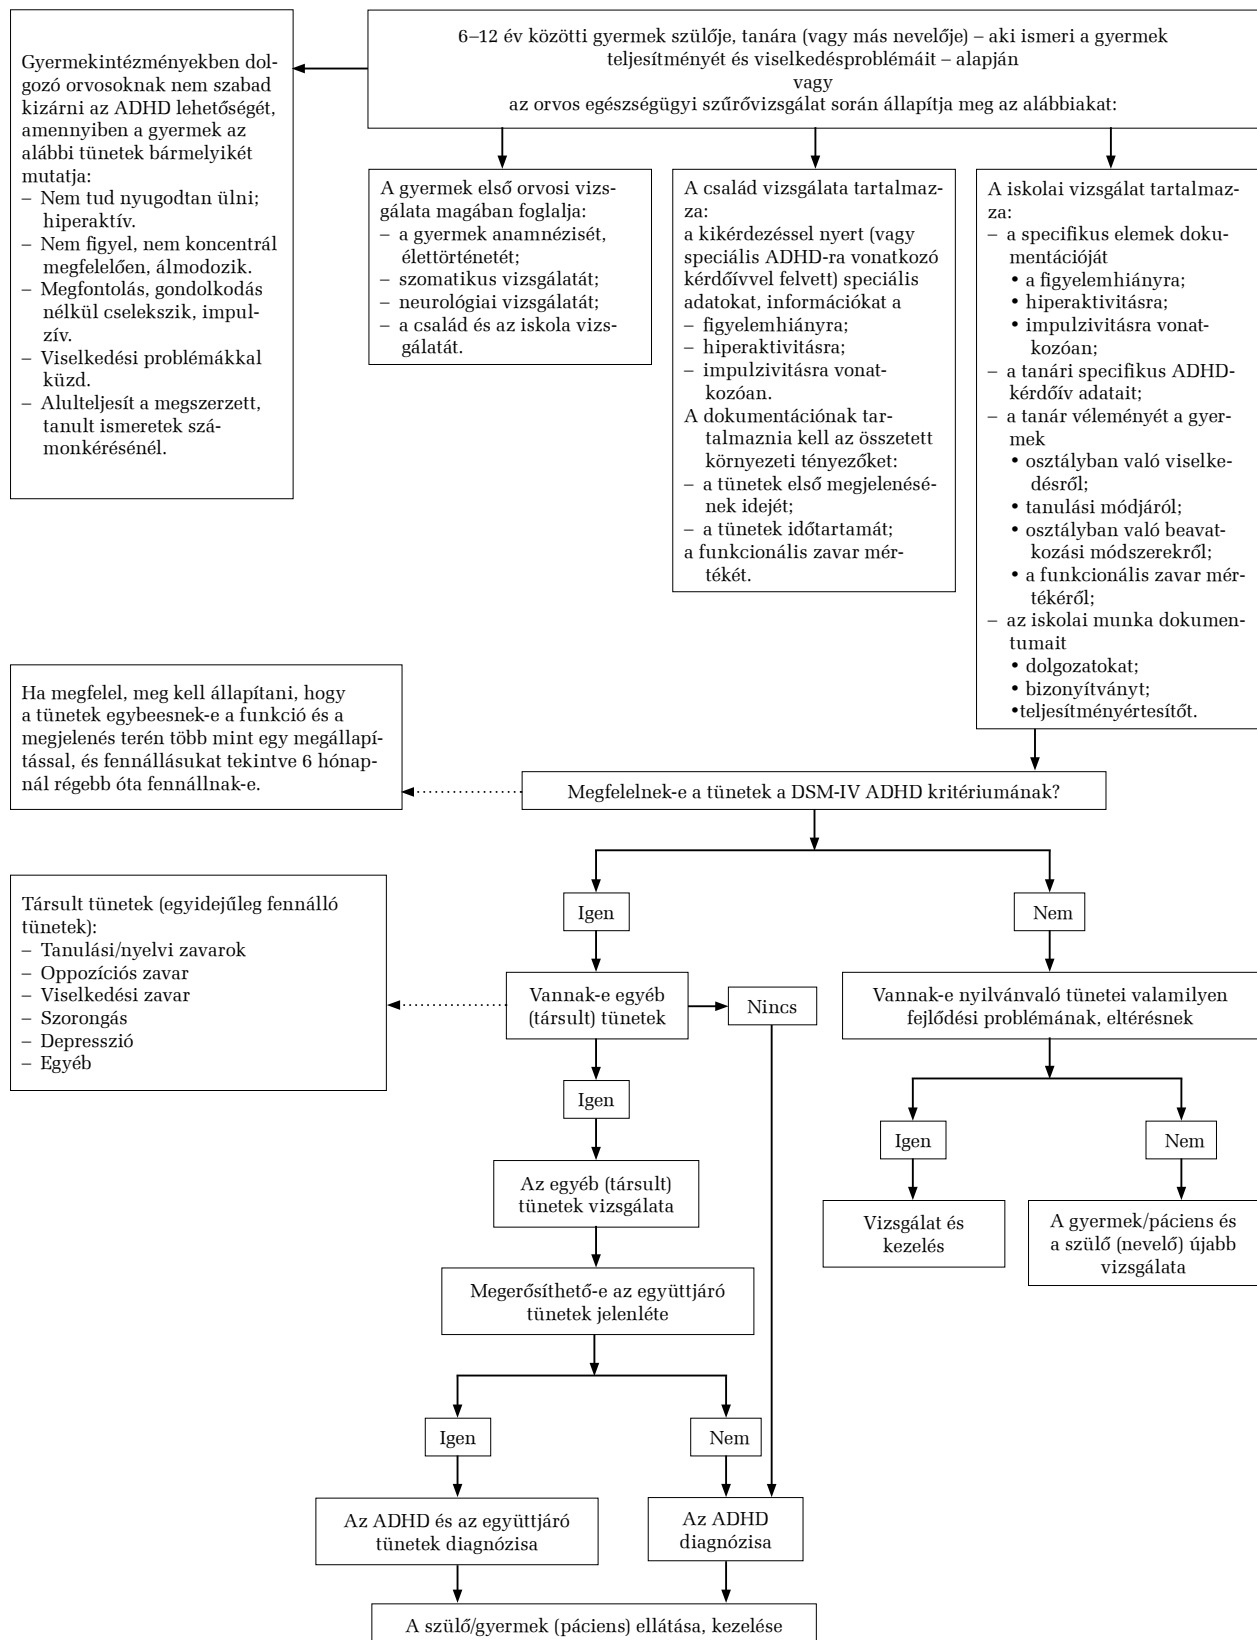 6–12 év közötti gyermek szülője, tanára (vagy más nevelője) – aki ismeri a gyermek
teljesítményét és viselkedésproblémáit – alapján
vagy
az orvos egészségügyi szűrővizsgálat során állapítja meg az alábbiakat:
Gyermekintézményekben dol-
gozó orvosoknak nem szabad
kizárni az ADHD lehetőségét,
amennyiben a gyermek az
alábbi tünetek bármelyikét
mutatja:
– Nem tud nyugodtan ülni;
hiperaktív.
– Nem figyel, nem koncentrál
megfelelően, álmodozik.
– Megfontolás, gondolkodás
nélkül cselekszik, impul-
zív.
– Viselkedési problémákkal
küzd.
– Alulteljesít a megszerzett,
tanult ismeretek szá-
monkérésénél.
A gyermek első orvosi vizs-
gálata magában foglalja:
– a gyermek anamnézisét,
élettörténetét;
– szomatikus vizsgálatát;
– neurológiai vizsgálatát;
– a család és az iskola vizs-
gálatát.
A család vizsgálata tartalmaz-
za:
a kikérdezéssel nyert (vagy
speciális ADHD-ra vonatkozó
kérdőívvel felvett) speciális
adatokat, információkat a
– figyelemhiányra;
– hiperaktivitásra;
– impulzivitásra vonat-
kozóan.
A dokumentációnak tar-
talmaznia kell az összetett
környezeti tényezőket:
– a tünetek első megjelenésé-
nek idejét;
– a tünetek időtartamát;
a funkcionális zavar mér-
tékét.
A iskolai vizsgálat tartalmaz-
za:
– a specifikus elemek doku-
mentációját
• a figyelemhiányra;
• hiperaktivitásra;
• impulzivitásra vonat-
kozóan;
– a tanári specifikus ADHD-
kérdőív adatait;
– a tanár véleményét a gyer-
mek
• osztályban való viselke-
désről;
• tanulási módjáról;
• osztályban való beavat-
kozási módszerekről;
• a funkcionális zavar mér-
tékéről;
– az iskolai munka dokumen-
tumait
• dolgozatokat;
• bizonyítványt;
•teljesítményértesítőt.
Ha megfelel, meg kell állapítani, hogy
a tünetek egybeesnek-e a funkció és a
megjelenés terén több mint egy megállapí-
tással, és fennállásukat tekintve 6 hónap-
nál régebb óta fennállnak-e.
Megfelelnek-e a tünetek a DSM-IV ADHD kritériumának?
Igen
Nem
Társult tünetek (egyidejűleg fennálló
tünetek):
– Tanulási/nyelvi zavarok
– Oppozíciós zavar
– Viselkedési zavar
– Szorongás
– Depresszió
– Egyéb
Vannak-e egyéb
(társult) tünetek
Nincs
Vannak-e nyilvánvaló tünetei valamilyen
fejlődési problémának, eltérésnek
Igen
Igen
Nem
Az egyéb (társult)
tünetek vizsgálata
Vizsgálat és
kezelés
A gyermek/páciens és
a szülő (nevelő) újabb
vizsgálata
Megerősíthető-e az együttjáró
tünetek jelenléte
Igen
Nem
Az ADHD és az együttjáró
tünetek diagnózisa
Az ADHD
diagnózisa
A szülő/gyermek (páciens) ellátása, kezelése